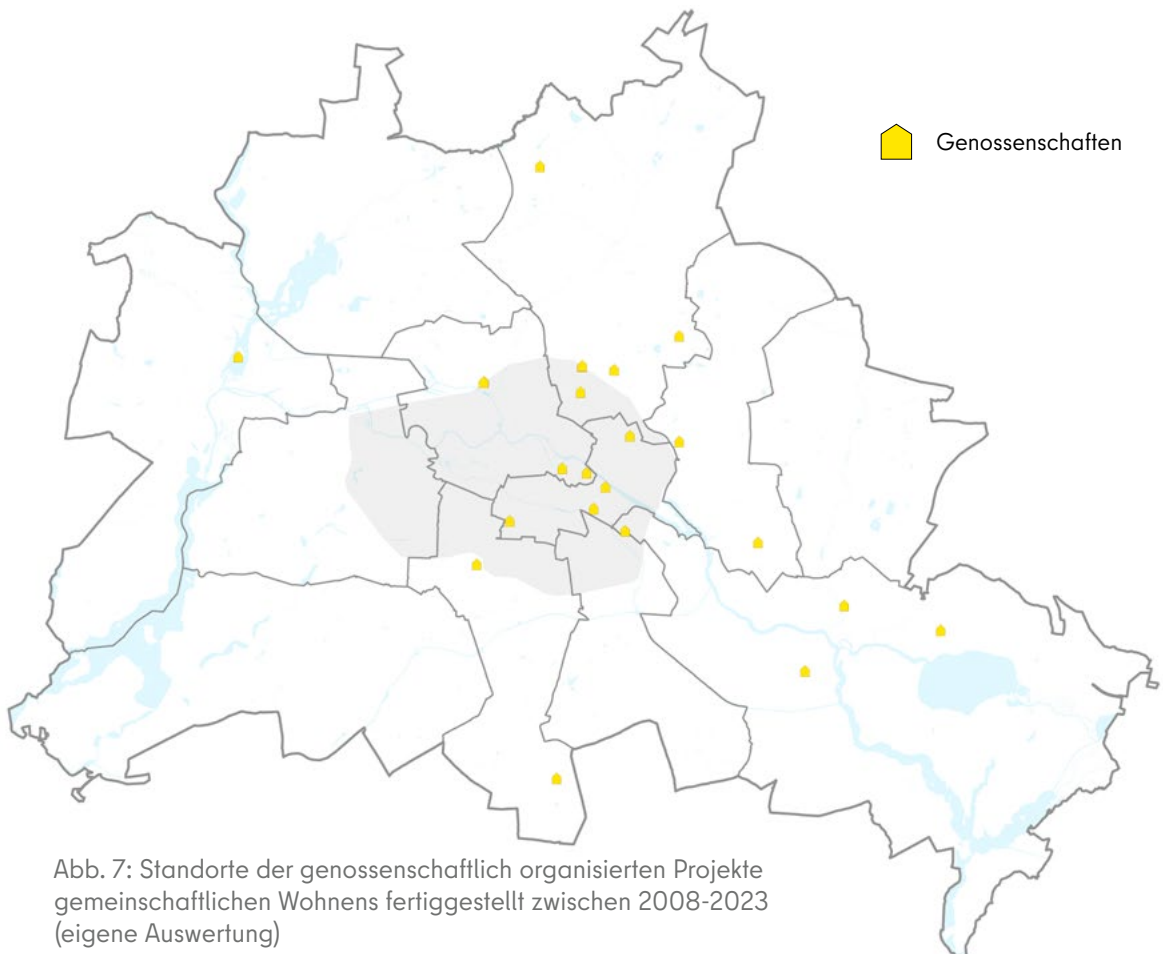 Genossenschaften
Abb. 7: Standorte der genossenschaftlich organisierten Projekte
gemeinschaftlichen Wohnens fertiggestellt zwischen 2008-2023
(eigene Auswertung)